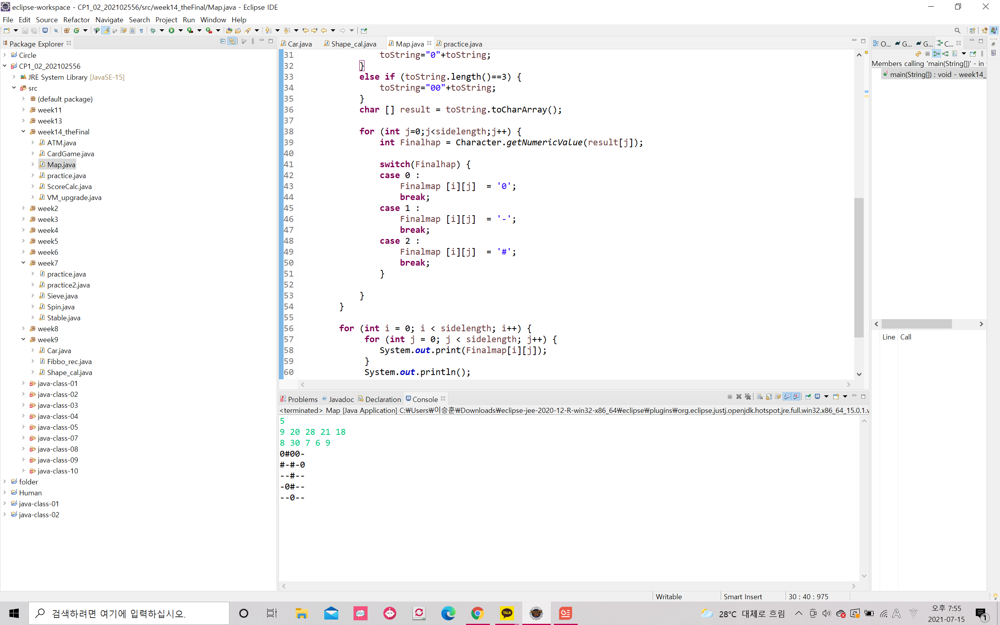 eclipse-workspace - CP1_02_202102556/src/week14_theFinal/Map.java - Eclipse IDE
File Edit Source Refactor Navigate Search Project Run Window Help
Package Explorer
Circle
CP1_02_202102556
JRE System Library [JavaSE-15]
src
(default package)
week11
week13
week14_theFinal
ATM.java
CardGame.java
Map.java
practice.java
ScoreCalc.java
VM_upgrade.java
week2
week3
week4
week5
week6
week7
practice.java
practice2.java
Sieve.java
Spin.java
Stable.java
week8
week9
Car.java
Fibbo_rec.java
Shape_cal.java
java-class-01
java-class-02
java-class-03
java-class-04
java-class-05
java-class-07
java-class-08
java-class-09
java-class-10
folder
Human
java-class-01
java-class-02
Car.java Shape_cal.java Map.java practice.java
31 toString="0"+toString;
32 }
33 else if (toString.length()==3) {
34 toString="00"+toString;
35 }
36 char [] result = toString.toCharArray();
37
38 for (int j=0;j<sidelength;j++) {
39 int Finalhap = Character.getNumericValue(result[j]);
40
41 switch(Finalhap) {
42 case 0 :
43 Finalmap [i][j]  = '0';
44 break;
45 case 1 :
46 Finalmap [i][j]  = '-';
47 break;
48 case 2 :
49 Finalmap [i][j]  = '#';
50 break;
51 }
52
53 }
54 }
55
56 for (int i = 0; i < sidelength; i++) {
57 for (int j = 0; j < sidelength; j++) {
58 System.out.print(Finalmap[i][j]);
59 }
60 System.out.println();
O... G... G... C...
Members calling 'main(String[])' - in
main(String[]) : void - week14_
Line Call
Problems Javadoc Declaration Console
<terminated> Map [Java Application] C:₩Users₩이승훈₩Downloads₩eclipse-jee-2020-12-R-win32-x86_64₩eclipse₩plugins₩org.eclipse.justj.openjdk.hotspot.jre.full.win32.x86_64_15.0.1.v
5
9 20 28 21 18
8 30 7 6 9
0#00-
#-#-0
--#--
-0#--
--0--
Writable Smart Insert 30 : 40 : 975
검색하려면 여기에 입력하십시오.
TALK
28°C 대체로 흐림
A
오후 7:55
2021-07-15
1